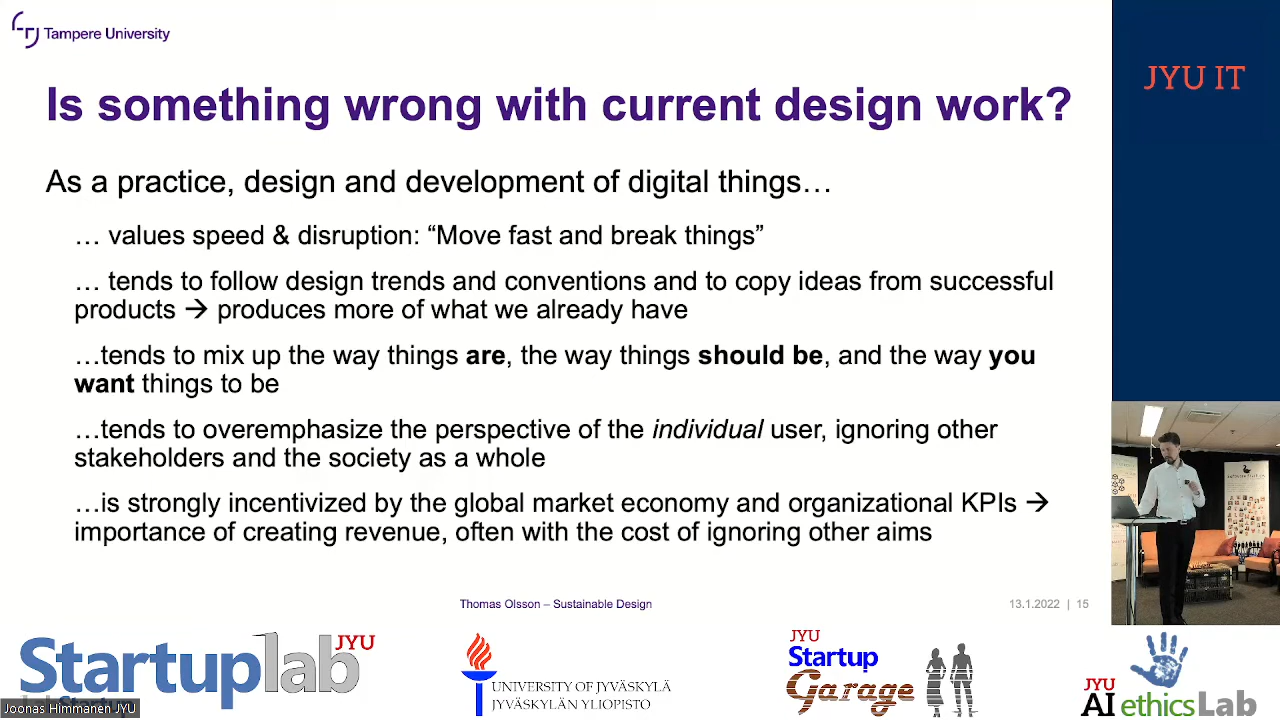 Tampere University
JYU IT
Is something wrong with current design work?
As a practice, design and development of digital things…
… values speed & disruption: “Move fast and break things”
… tends to follow design trends and conventions and to copy ideas from successful
products → produces more of what we already have
…tends to mix up the way things are, the way things should be, and the way you
want things to be
…tends to overemphasize the perspective of the individual user, ignoring other
stakeholders and the society as a whole
…is strongly incentivized by the global market economy and organizational KPIs →
importance of creating revenue, often with the cost of ignoring other aims
Thomas Olsson – Sustainable Design
13.1.2022 | 15
Startuplab JYU
UNIVERSITY OF JYVÄSKYLÄ
JYVÄSKYLÄN YLIOPISTO
JYU
Startup
Garage
JYU
AI ethicsLab
Joonas Himmanen JYU